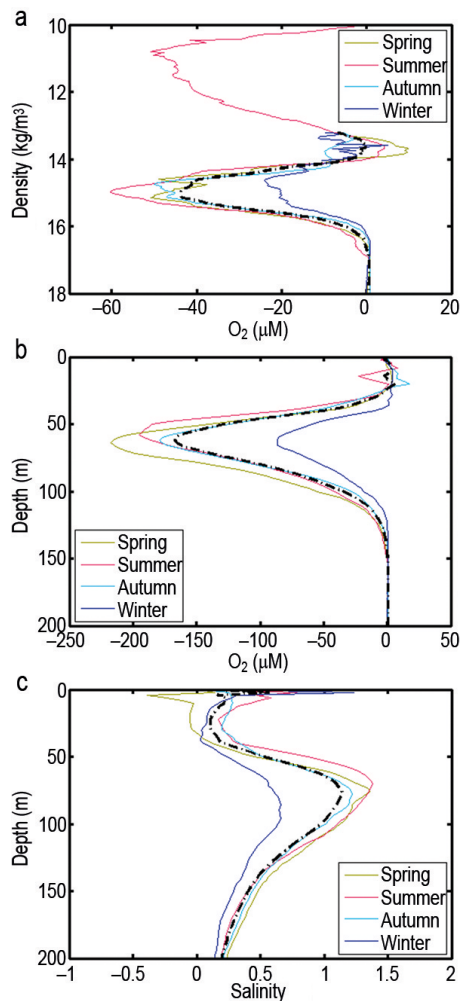 a
10
12
14
16
18
Density (kg/m³)
Spring
Summer
Autumn
Winter
−60 −40 −20 0 20
O₂ (μM)
b
0
50
100
150
200
Depth (m)
Spring
Summer
Autumn
Winter
−250 −200 −150 −100 −50 0 50
O₂ (μM)
c
0
50
100
150
200
Depth (m)
Spring
Summer
Autumn
Winter
−1 −0.5 0 0.5 1 1.5 2
Salinity